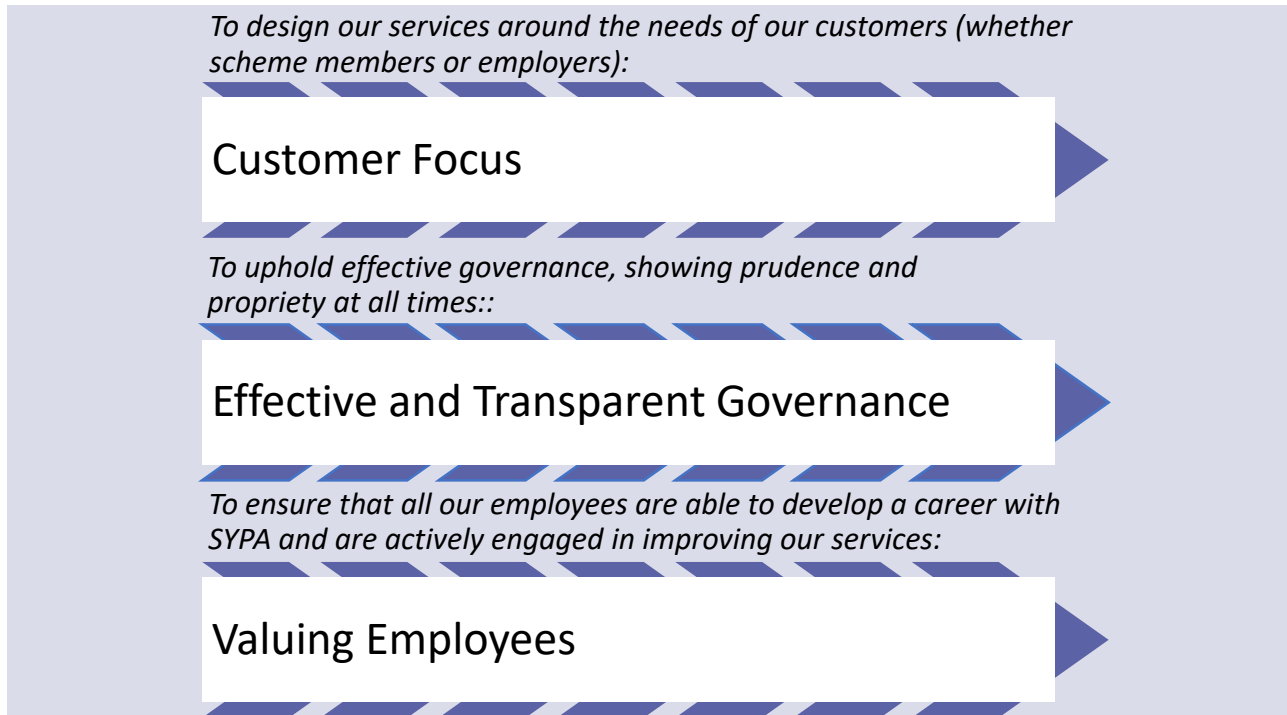 To design our services around the needs of our customers (whether
scheme members or employers):
Customer Focus
To uphold effective governance, showing prudence and
propriety at all times::
Effective and Transparent Governance
To ensure that all our employees are able to develop a career with
SYPA and are actively engaged in improving our services:
Valuing Employees